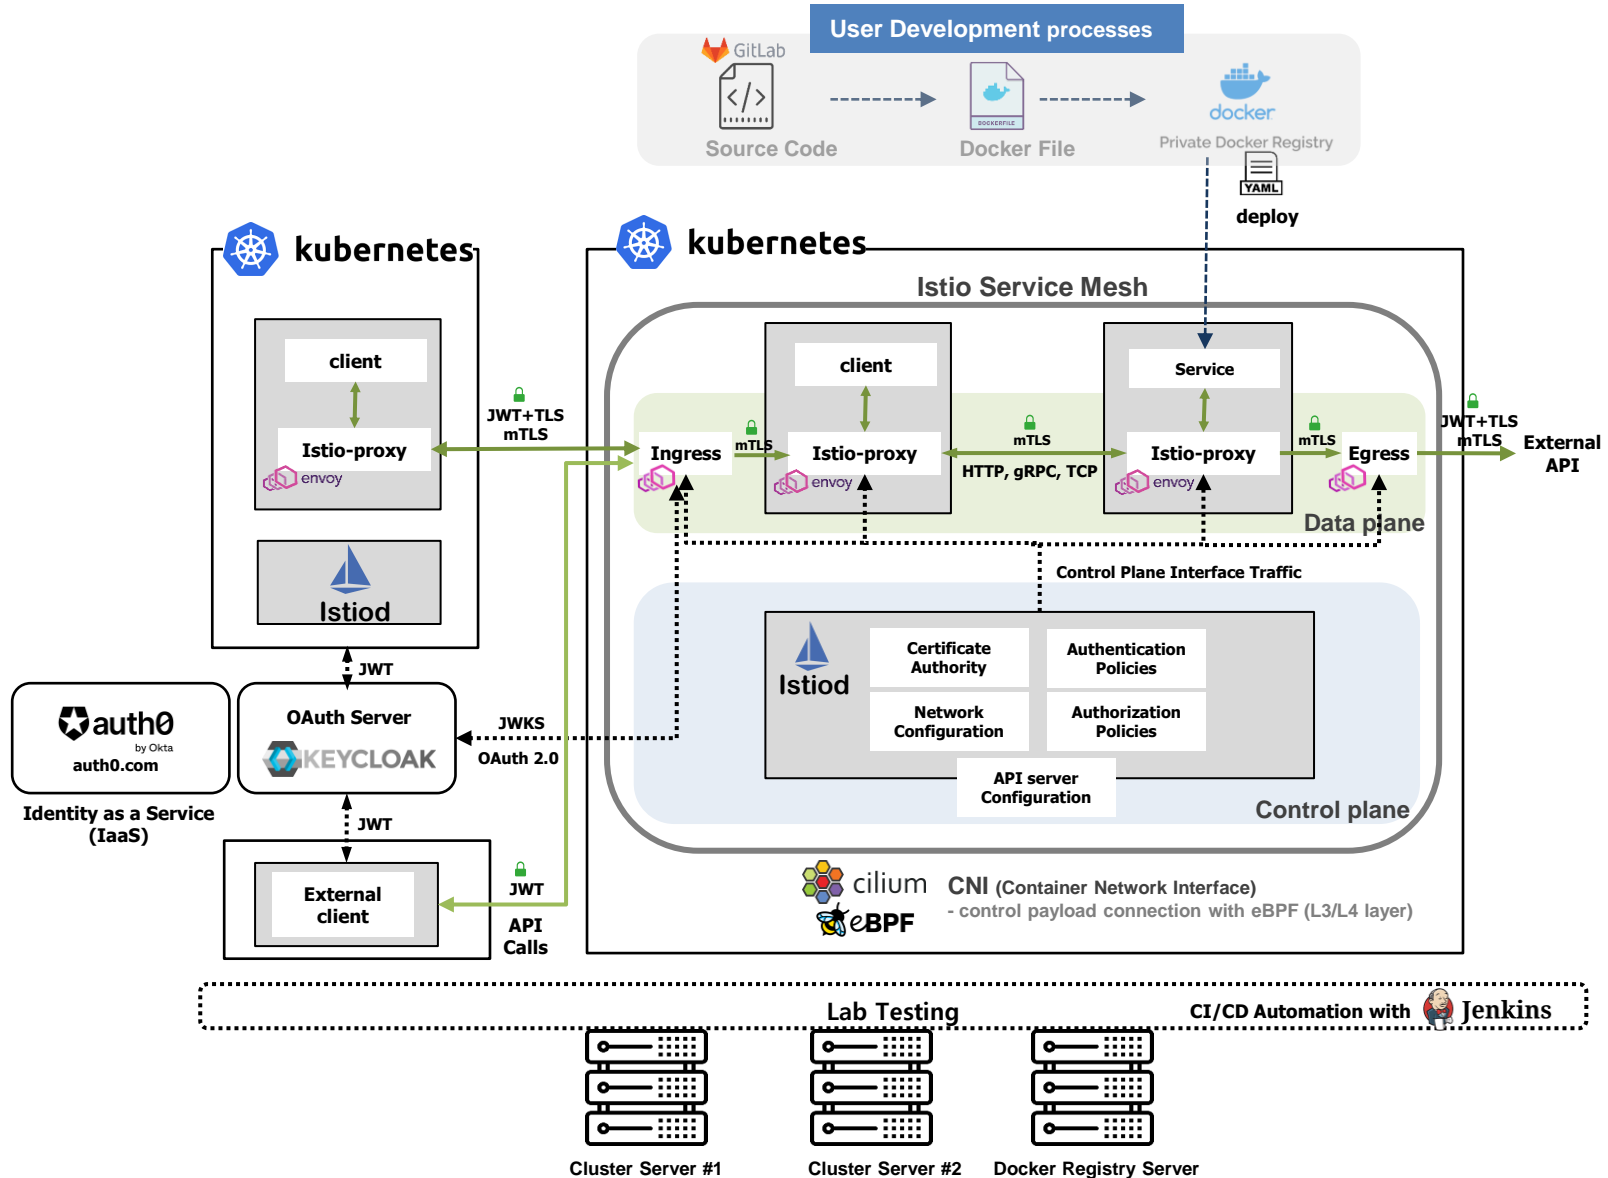 User Development processes
GitLab
</>
DOCKERFILE
docker
Source Code
Docker File
Private Docker Registry
YAML
deploy
kubernetes
kubernetes
Istio Service Mesh
client
client
Service
JWT+TLS
mTLS
Istio-proxy
envoy
Ingress
mTLS
Istio-proxy
envoy
mTLS
HTTP, gRPC, TCP
Istio-proxy
envoy
mTLS
Egress
JWT+TLS
mTLS
External
API
Data plane
Istiod
Control Plane Interface Traffic
Istiod
Certificate
Authority
Authentication
Policies
Network
Configuration
Authorization
Policies
API server
Configuration
Control plane
JWT
auth0
by Okta
auth0.com
Identity as a Service
(IaaS)
OAuth Server
KEYCLOAK
JWKS
OAuth 2.0
JWT
External
client
JWT
API
Calls
cilium
eBPF
CNI (Container Network Interface)
- control payload connection with eBPF (L3/L4 layer)
Lab Testing
CI/CD Automation with
Jenkins
Cluster Server #1
Cluster Server #2
Docker Registry Server